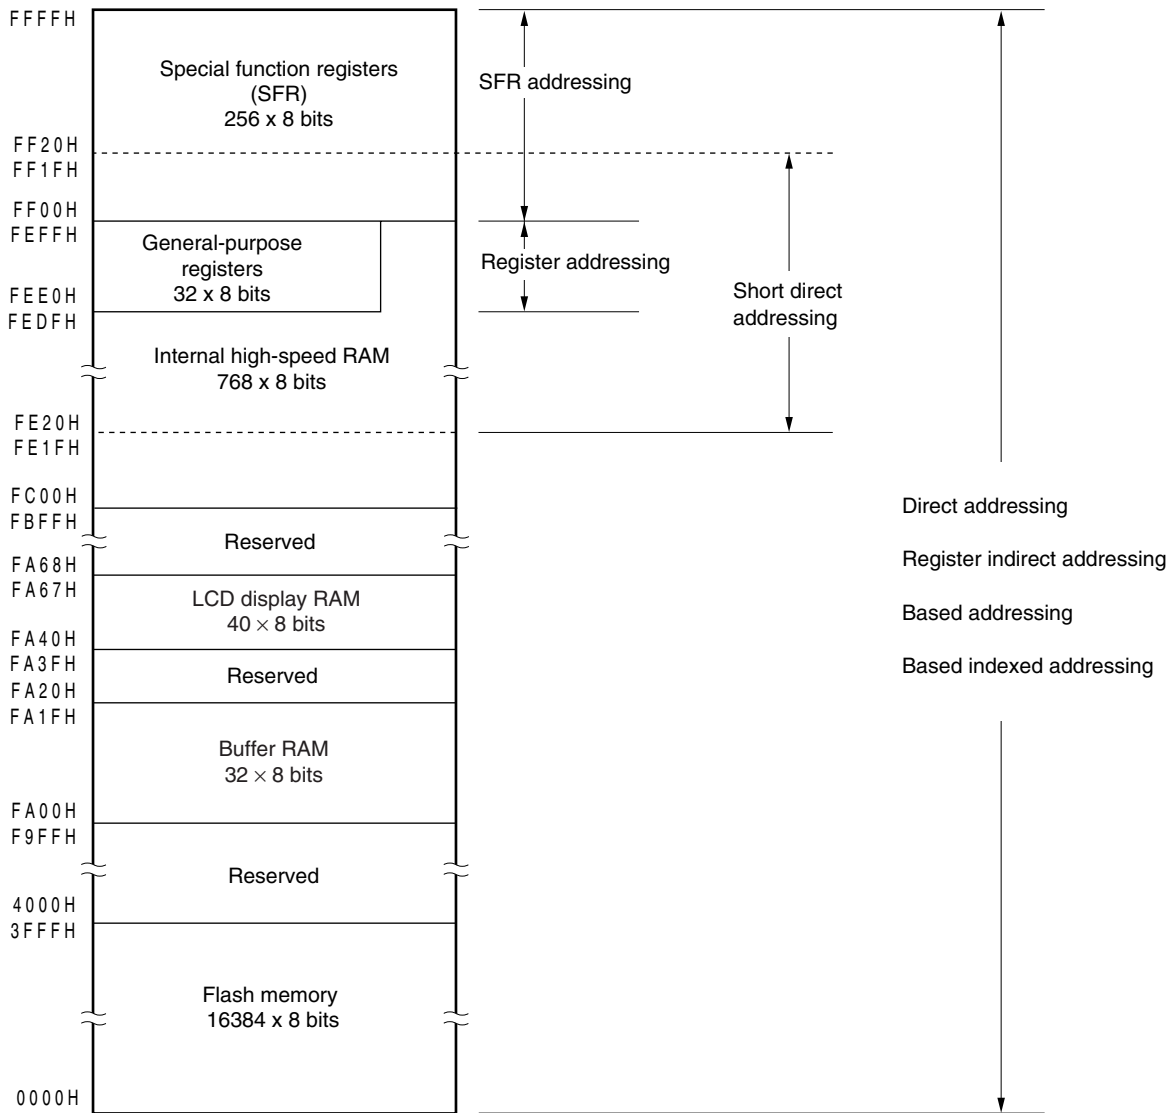 FFFFH
Special function registers
(SFR)
256 x 8 bits
SFR addressing
FF20H
FF1FH
FF00H
FEFFH
General-purpose
registers
32 x 8 bits
Register addressing
Short direct
addressing
FEE0H
FEDFH
Internal high-speed RAM
768 x 8 bits
FE20H
FE1FH
FC00H
FBFFH
Direct addressing
Register indirect addressing
Based addressing
Based indexed addressing
Reserved
FA68H
FA67H
LCD display RAM
40 × 8 bits
FA40H
FA3FH
Reserved
FA20H
FA1FH
Buffer RAM
32 × 8 bits
FA00H
F9FFH
Reserved
4000H
3FFFH
Flash memory
16384 x 8 bits
0000H